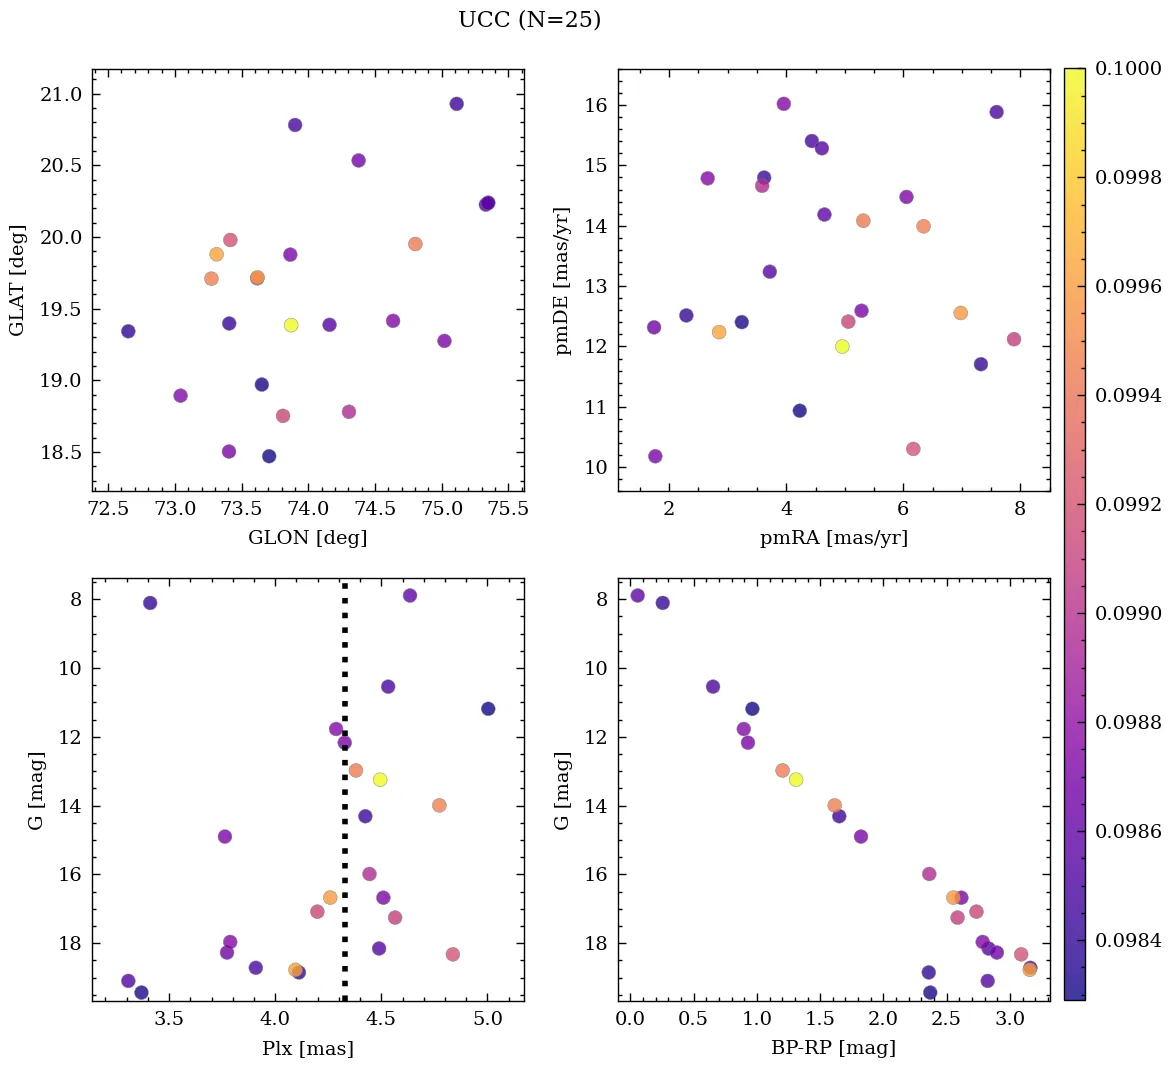 UCC (N=25)
21.0
20.5
20.0
19.5
19.0
18.5
GLAT [deg]
72.5 73.0 73.5 74.0 74.5 75.0 75.5
GLON [deg]
16
15
14
13
12
11
10
pmDE [mas/yr]
2 4 6 8
pmRA [mas/yr]
8
10
12
14
16
18
G [mag]
3.5 4.0 4.5 5.0
Plx [mas]
8
10
12
14
16
18
G [mag]
0.0 0.5 1.0 1.5 2.0 2.5 3.0
BP-RP [mag]
0.1000
0.0998
0.0996
0.0994
0.0992
0.0990
0.0988
0.0986
0.0984